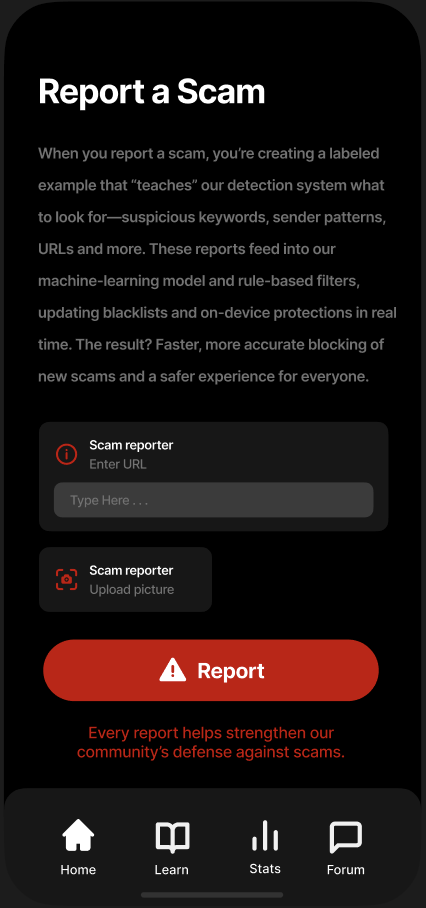 Report a Scam
When you report a scam, you’re creating a labeled
example that “teaches” our detection system what
to look for—suspicious keywords, sender patterns,
URLs and more. These reports feed into our
machine-learning model and rule-based filters,
updating blacklists and on-device protections in real
time. The result? Faster, more accurate blocking of
new scams and a safer experience for everyone.
Scam reporter
Enter URL
Type Here . . .
Scam reporter
Upload picture
Report
Every report helps strengthen our
community’s defense against scams.
Home
Learn
Stats
Forum